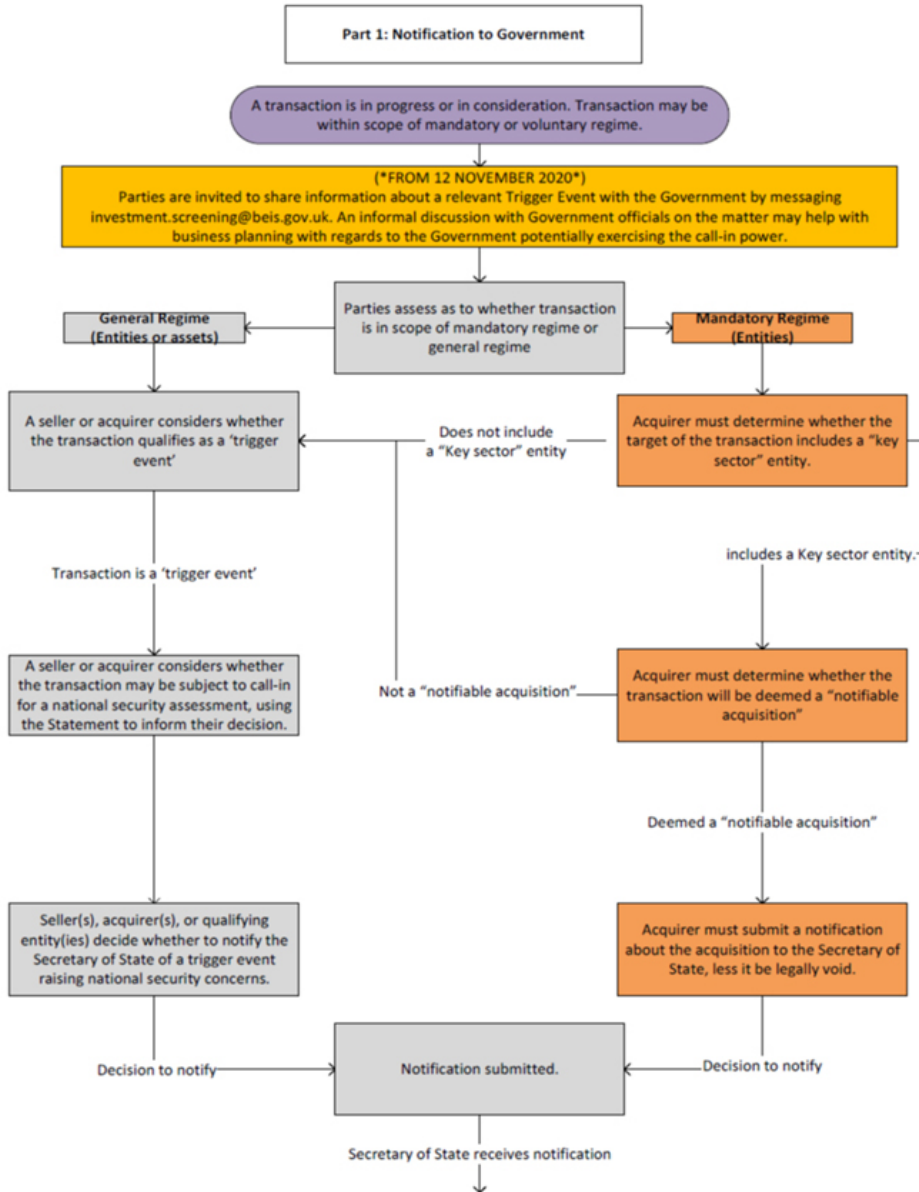 Part 1: Notification to Government
A transaction is in progress or in consideration. Transaction may be
within scope of mandatory or voluntary regime.
(*FROM 12 NOVEMBER 2020*)
Parties are invited to share information about a relevant Trigger Event with the Government by messaging
investment.screening@beis.gov.uk. An informal discussion with Government officials on the matter may help with
business planning with regards to the Government potentially exercising the call-in power.
Parties assess as to whether transaction
is in scope of mandatory regime or
general regime
General Regime
(Entities or assets)
Mandatory Regime
(Entities)
A seller or acquirer considers whether
the transaction qualifies as a ‘trigger
event’
Does not include
a “Key sector” entity
Acquirer must determine whether the
target of the transaction includes a “key
sector” entity.
Transaction is a ‘trigger event’
includes a Key sector entity.
A seller or acquirer considers whether
the transaction may be subject to call-in
for a national security assessment, using
the Statement to inform their decision.
Not a “notifiable acquisition”
Acquirer must determine whether the
transaction will be deemed a “notifiable
acquisition”
Deemed a “notifiable acquisition”
Seller(s), acquirer(s), or qualifying
entity(ies) decide whether to notify the
Secretary of State of a trigger event
raising national security concerns.
Acquirer must submit a notification
about the acquisition to the Secretary of
State, less it be legally void.
Decision to notify
Notification submitted.
Decision to notify
Secretary of State receives notification